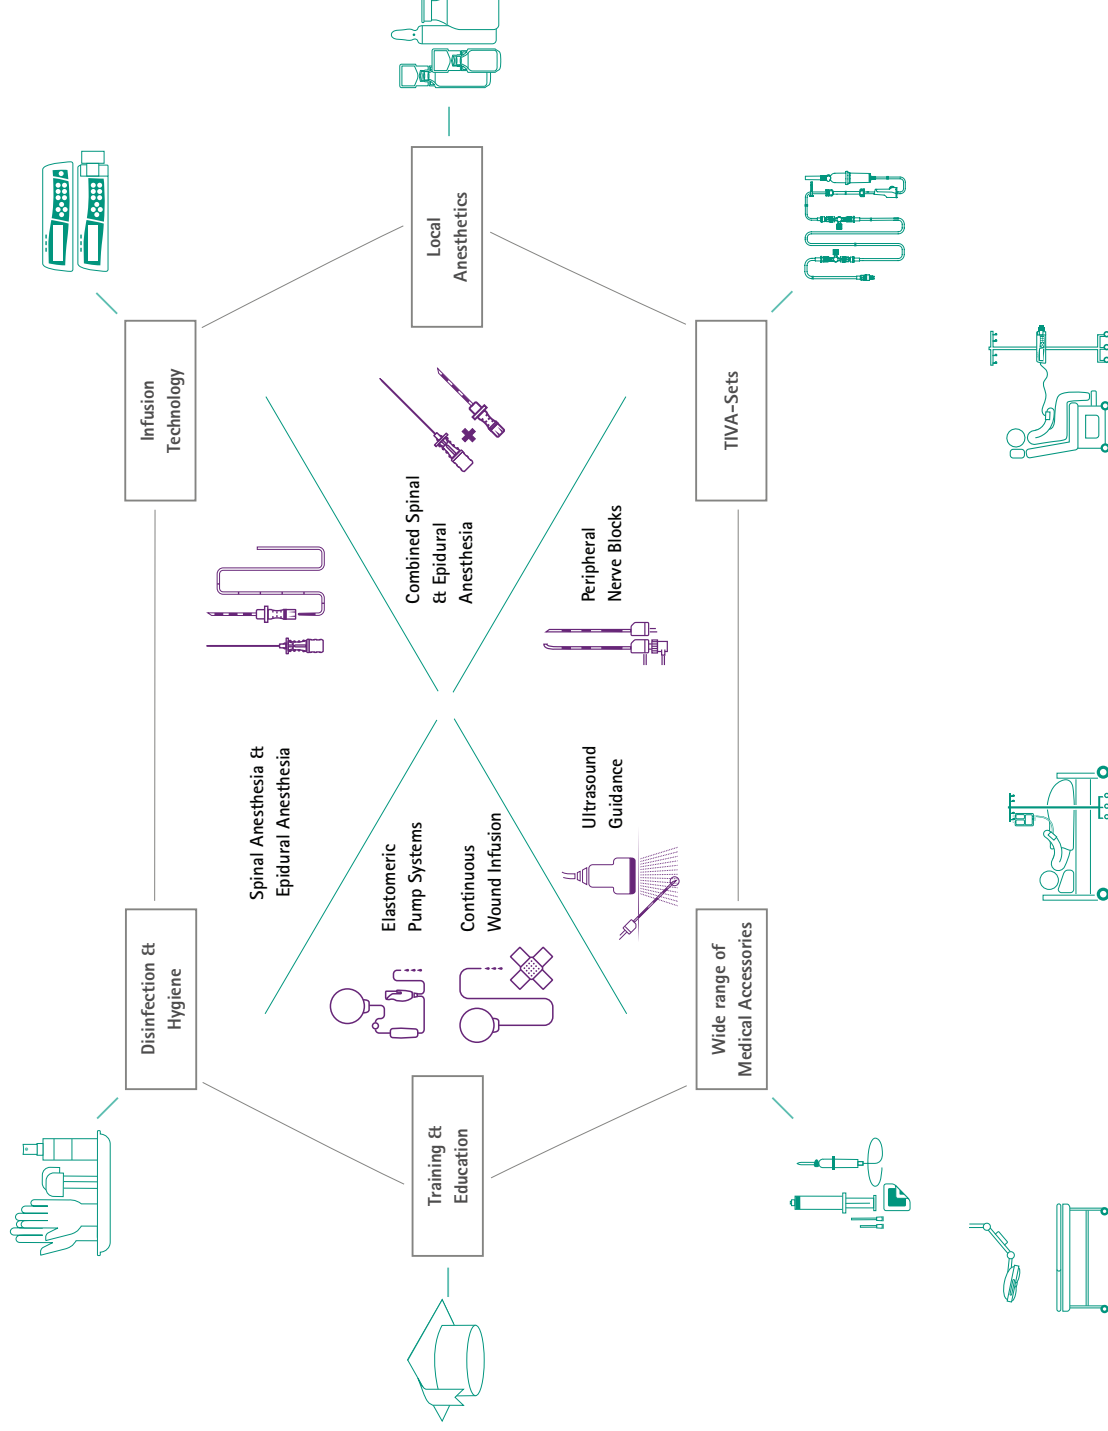 Training &
Education
Disinfection &
Hygiene
Infusion
Technology
Local
Anesthetics
TIVA-Sets
Wide range of
Medical Accessories
Spinal Anesthesia &
Epidural Anesthesia
Combined Spinal
& Epidural
Anesthesia
Peripheral
Nerve Blocks
Ultrasound
Guidance
Elastomeric
Pump Systems
Continuous
Wound Infusion